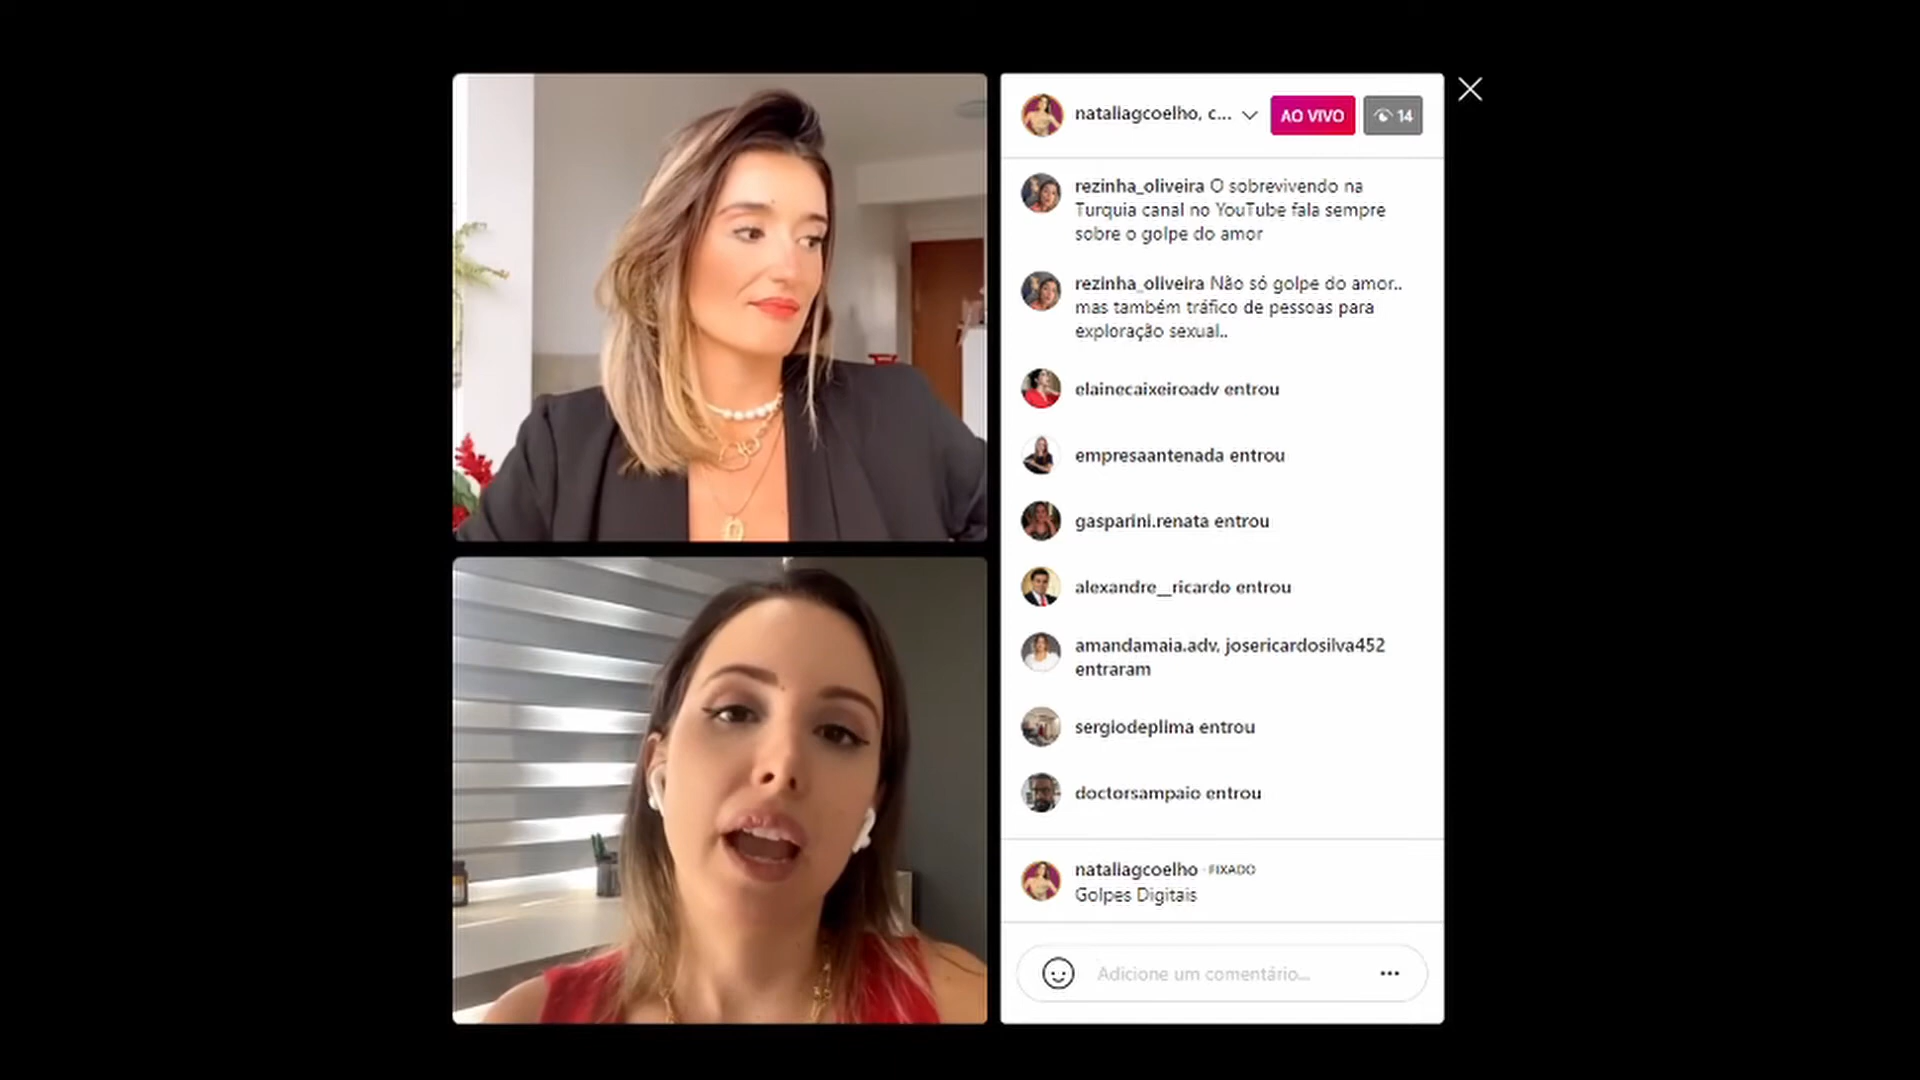 nataliagcoelho, c...
AO VIVO
14
rezinha_oliveira O sobrevivendo na
Turquia canal no YouTube fala sempre
sobre o golpe do amor
rezinha_oliveira Não só golpe do amor..
mas também tráfico de pessoas para
exploração sexual..
elainecaixeiroadv entrou
empresaantenada entrou
gasparini.renata entrou
alexandre__ricardo entrou
amandamaia.adv, josericardosilva452
entraram
sergiodeplima entrou
doctorsampaio entrou
nataliagcoelho · FIXADO
Golpes Digitais
Adicione um comentário...